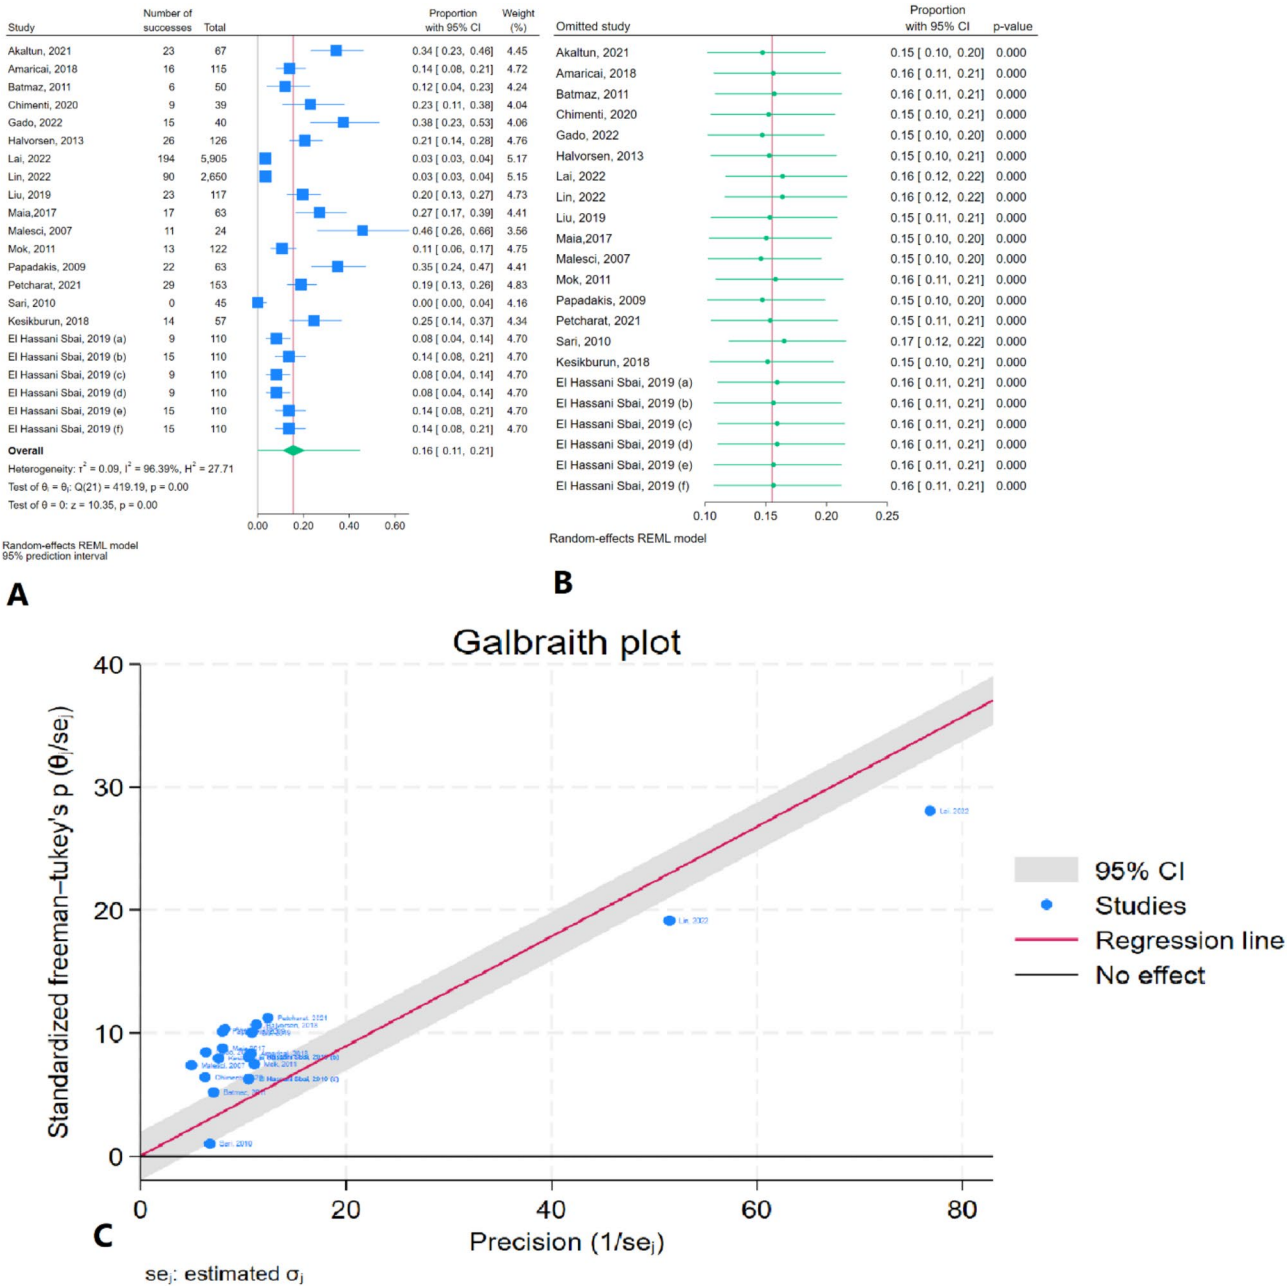 Number of Proportion Weight
Study successes Total with 95% CI (%)
Akaltun, 2021 23 67 0.34 [ 0.23, 0.46] 4.45
Amaricai, 2018 16 115 0.14 [ 0.08, 0.21] 4.72
Batmaz, 2011 6 50 0.12 [ 0.04, 0.23] 4.24
Chimenti, 2020 9 39 0.23 [ 0.11, 0.38] 4.04
Gado, 2022 15 40 0.38 [ 0.23, 0.53] 4.06
Halvorsen, 2013 26 126 0.21 [ 0.14, 0.28] 4.76
Lai, 2022 194 5,905 0.03 [ 0.03, 0.04] 5.17
Lin, 2022 90 2,650 0.03 [ 0.03, 0.04] 5.15
Liu, 2019 23 117 0.20 [ 0.13, 0.27] 4.73
Maia,2017 17 63 0.27 [ 0.17, 0.39] 4.41
Malesci, 2007 11 24 0.46 [ 0.26, 0.66] 3.56
Mok, 2011 13 122 0.11 [ 0.06, 0.17] 4.75
Papadakis, 2009 22 63 0.35 [ 0.24, 0.47] 4.41
Petcharat, 2021 29 153 0.19 [ 0.13, 0.26] 4.83
Sari, 2010 0 45 0.00 [ 0.00, 0.04] 4.16
Kesikburun, 2018 14 57 0.25 [ 0.14, 0.37] 4.34
El Hassani Sbai, 2019 (a) 9 110 0.08 [ 0.04, 0.14] 4.70
El Hassani Sbai, 2019 (b) 15 110 0.14 [ 0.08, 0.21] 4.70
El Hassani Sbai, 2019 (c) 9 110 0.08 [ 0.04, 0.14] 4.70
El Hassani Sbai, 2019 (d) 9 110 0.08 [ 0.04, 0.14] 4.70
El Hassani Sbai, 2019 (e) 15 110 0.14 [ 0.08, 0.21] 4.70
El Hassani Sbai, 2019 (f) 15 110 0.14 [ 0.08, 0.21] 4.70
Overall 0.16 [ 0.11, 0.21]
Heterogeneity: τ² = 0.09, I² = 96.39%, H² = 27.71
Test of θᵢ = θⱼ: Q(21) = 419.19, p = 0.00
Test of θ = 0: z = 10.35, p = 0.00
0.00 0.20 0.40 0.60
Random-effects REML model
95% prediction interval
A
Proportion
Omitted study with 95% CI p-value
Akaltun, 2021 0.15 [ 0.10, 0.20] 0.000
Amaricai, 2018 0.16 [ 0.11, 0.21] 0.000
Batmaz, 2011 0.16 [ 0.11, 0.21] 0.000
Chimenti, 2020 0.15 [ 0.10, 0.21] 0.000
Gado, 2022 0.15 [ 0.10, 0.20] 0.000
Halvorsen, 2013 0.15 [ 0.10, 0.21] 0.000
Lai, 2022 0.16 [ 0.12, 0.22] 0.000
Lin, 2022 0.16 [ 0.12, 0.22] 0.000
Liu, 2019 0.15 [ 0.11, 0.21] 0.000
Maia,2017 0.15 [ 0.10, 0.20] 0.000
Malesci, 2007 0.15 [ 0.10, 0.20] 0.000
Mok, 2011 0.16 [ 0.11, 0.21] 0.000
Papadakis, 2009 0.15 [ 0.10, 0.20] 0.000
Petcharat, 2021 0.15 [ 0.11, 0.21] 0.000
Sari, 2010 0.17 [ 0.12, 0.22] 0.000
Kesikburun, 2018 0.15 [ 0.10, 0.21] 0.000
El Hassani Sbai, 2019 (a) 0.16 [ 0.11, 0.21] 0.000
El Hassani Sbai, 2019 (b) 0.16 [ 0.11, 0.21] 0.000
El Hassani Sbai, 2019 (c) 0.16 [ 0.11, 0.21] 0.000
El Hassani Sbai, 2019 (d) 0.16 [ 0.11, 0.21] 0.000
El Hassani Sbai, 2019 (e) 0.16 [ 0.11, 0.21] 0.000
El Hassani Sbai, 2019 (f) 0.16 [ 0.11, 0.21] 0.000
0.10 0.15 0.20 0.25
Random-effects REML model
B
Galbraith plot
Standardized freeman−tukey's p (θⱼ/seⱼ)
40
30
20
10
0
Lai, 2022
Lin, 2022
Petcharat, 2021
Halvorsen, 2013
Maia,2017
Mok, 2011
Malesci, 2007
El Hassani Sbai, 2019 (c)
Batmaz, 2011
Sari, 2010
95% CI
Studies
Regression line
No effect
0 20 40 60 80
Precision (1/seⱼ)
C
seⱼ: estimated σⱼ